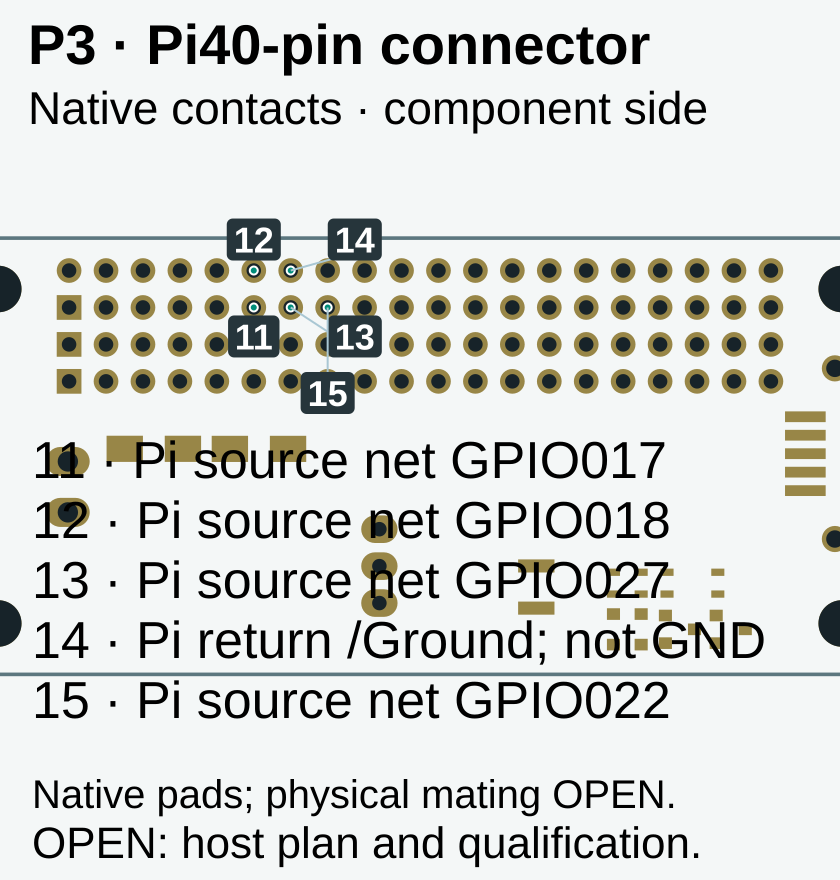 P3 · Pi40-pin connector
Native contacts · component side
12 14
11 13
15
11 · Pi source net GPIO017
12 · Pi source net GPIO018
13 · Pi source net GPIO027
14 · Pi return /Ground; not GND
15 · Pi source net GPIO022
Native pads; physical mating OPEN.
OPEN: host plan and qualification.